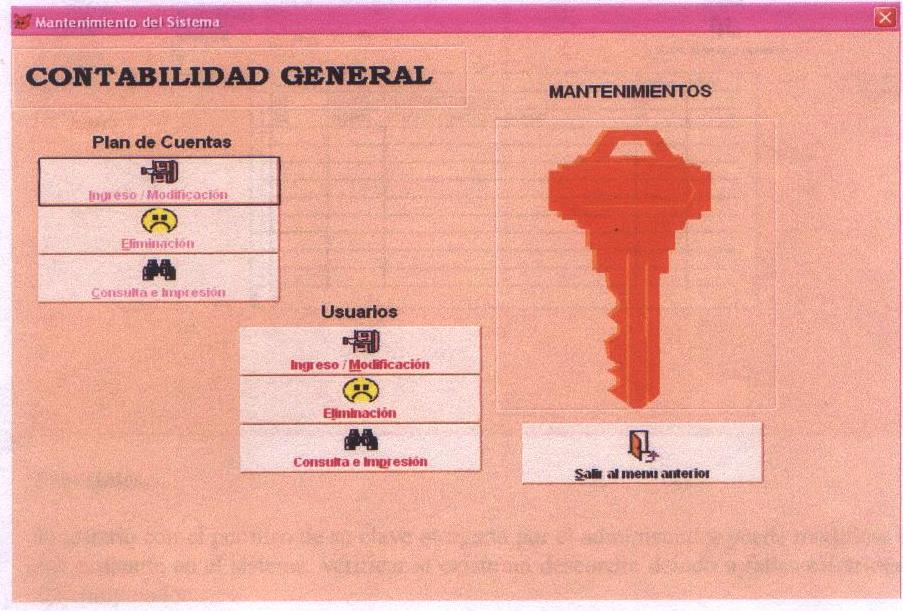 Mantenimiento del Sistema
CONTABILIDAD GENERAL
MANTENIMIENTOS
Plan de Cuentas
Ingreso / Modificación
Eliminación
Consulta e Impresión
Usuarios
Ingreso / Modificación
Eliminación
Consulta e Impresión
Salir al menu anterior